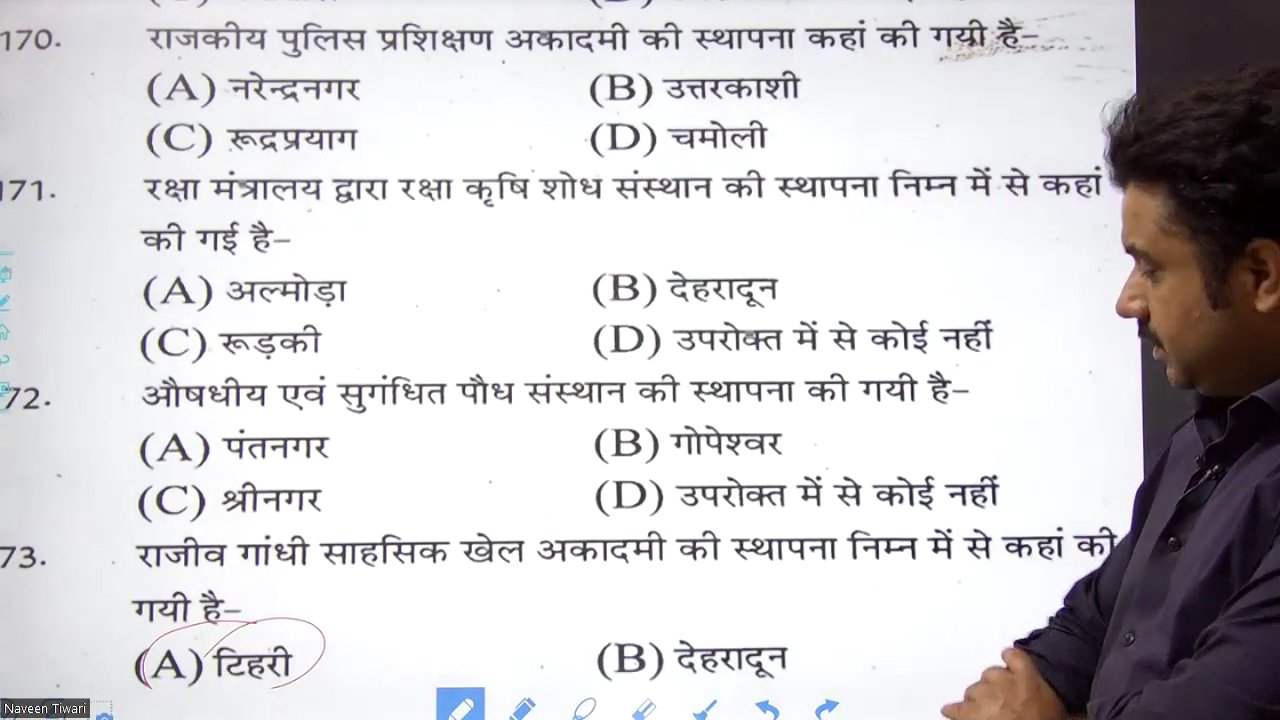 170. राजकीय पुलिस प्रशिक्षण अकादमी की स्थापना कहां की गयी है-
(A) नरेन्द्रनगर (B) उत्तरकाशी
(C) रूद्रप्रयाग (D) चमोली
171. रक्षा मंत्रालय द्वारा रक्षा कृषि शोध संस्थान की स्थापना निम्न में से कहां
की गई है-
(A) अल्मोड़ा (B) देहरादून
(C) रूड़की (D) उपरोक्त में से कोई नहीं
72. औषधीय एवं सुगंधित पौध संस्थान की स्थापना की गयी है-
(A) पंतनगर (B) गोपेश्वर
(C) श्रीनगर (D) उपरोक्त में से कोई नहीं
73. राजीव गांधी साहसिक खेल अकादमी की स्थापना निम्न में से कहां की
गयी है-
(A) टिहरी (B) देहरादून
Naveen Tiwari